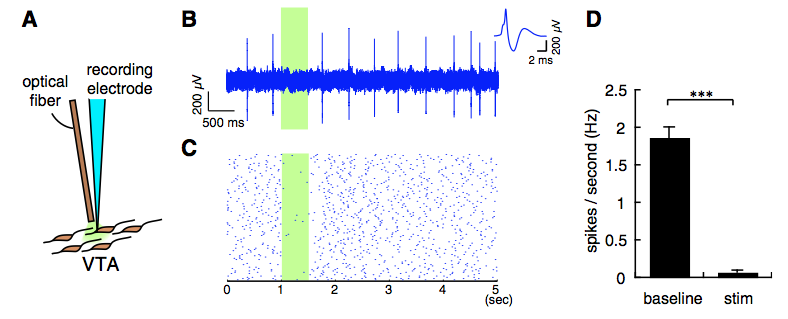 A
optical
fiber
recording
electrode
VTA
B
200 µV
500 ms
200 µV
2 ms
C
0
1
2
3
4
5
(sec)
D
spikes / second (Hz)
2.5
2
1.5
1
0.5
0
***
baseline
stim